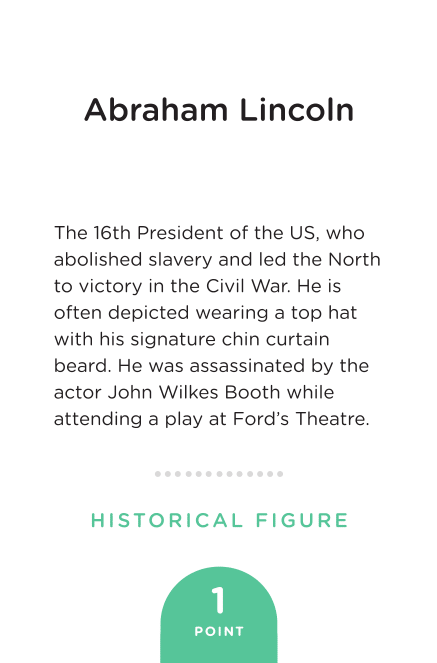 Abraham Lincoln
The 16th President of the US, who
abolished slavery and led the North
to victory in the Civil War. He is
often depicted wearing a top hat
with his signature chin curtain
beard. He was assassinated by the
actor John Wilkes Booth while
attending a play at Ford’s Theatre.
HISTORICAL FIGURE
1
POINT